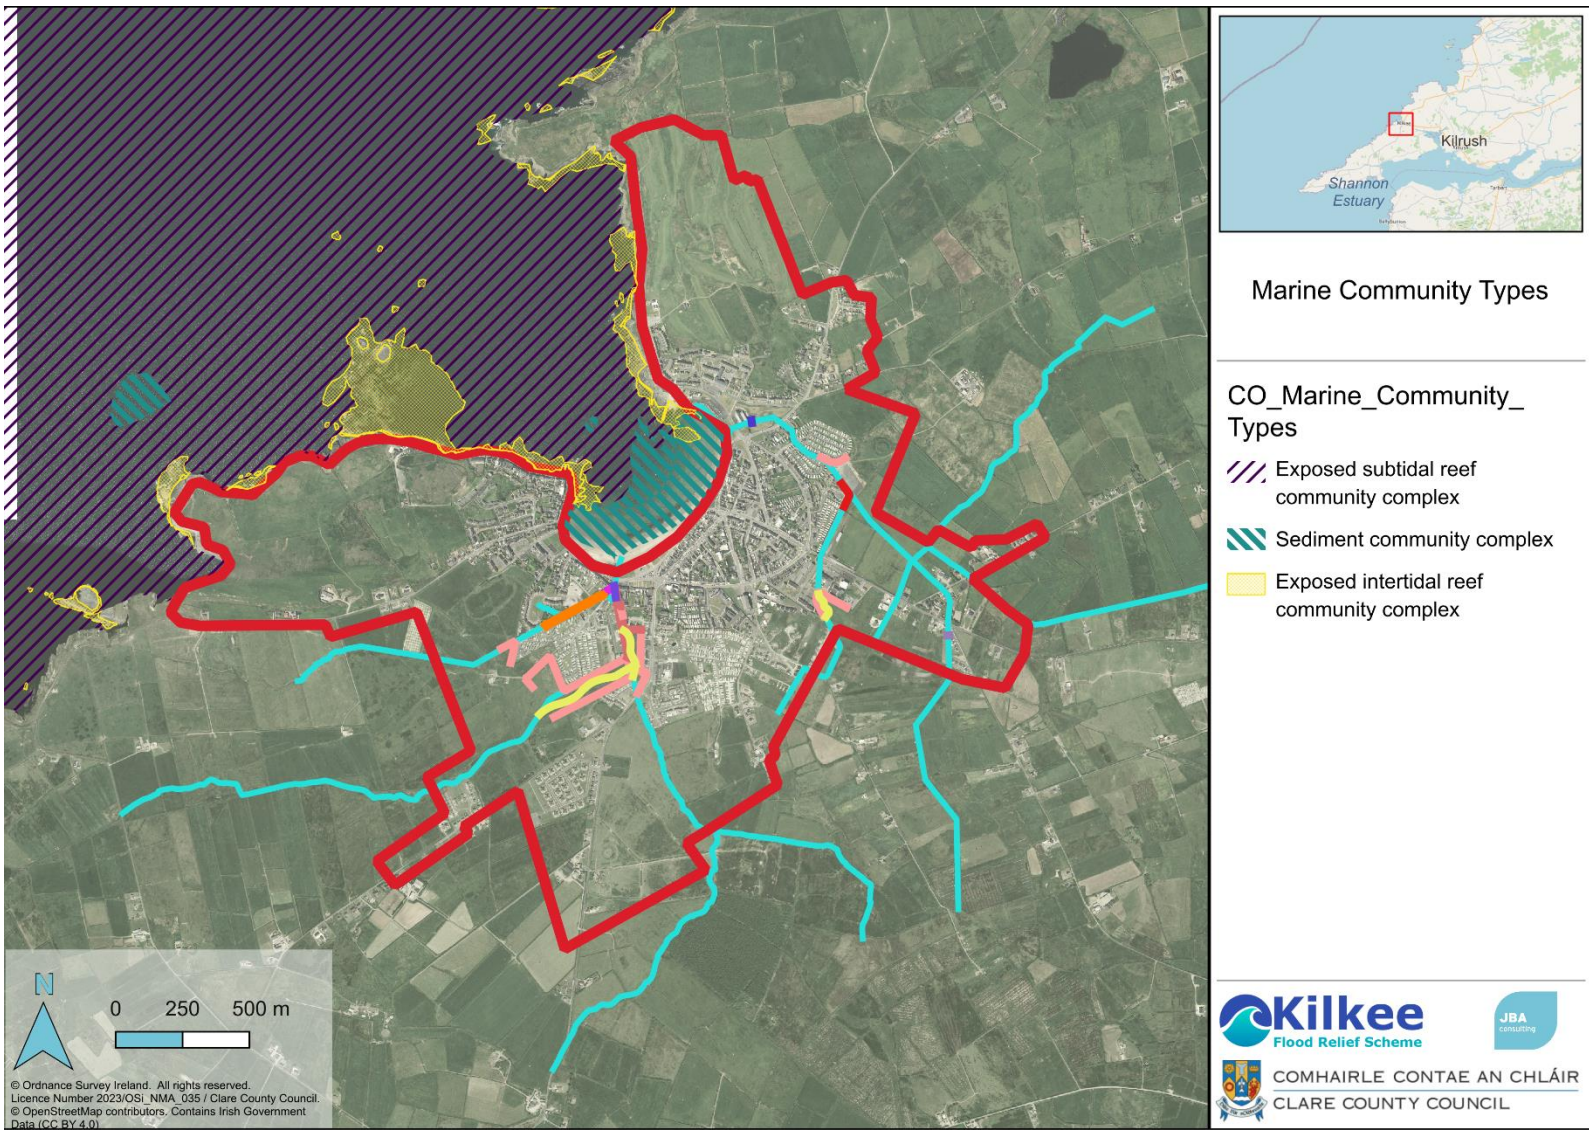 Kilrush
Shannon
Estuary
Marine Community Types
CO_Marine_Community_
Types
Exposed subtidal reef
community complex
Sediment community complex
Exposed intertidal reef
community complex
N
0 250 500 m
© Ordnance Survey Ireland. All rights reserved.
Licence Number 2023/OSi_NMA_035 / Clare County Council.
© OpenStreetMap contributors. Contains Irish Government
Data (CC BY 4.0)
Kilkee
Flood Relief Scheme
JBA
consulting
COMHAIRLE CONTAE AN CHLÁIR
CLARE COUNTY COUNCIL